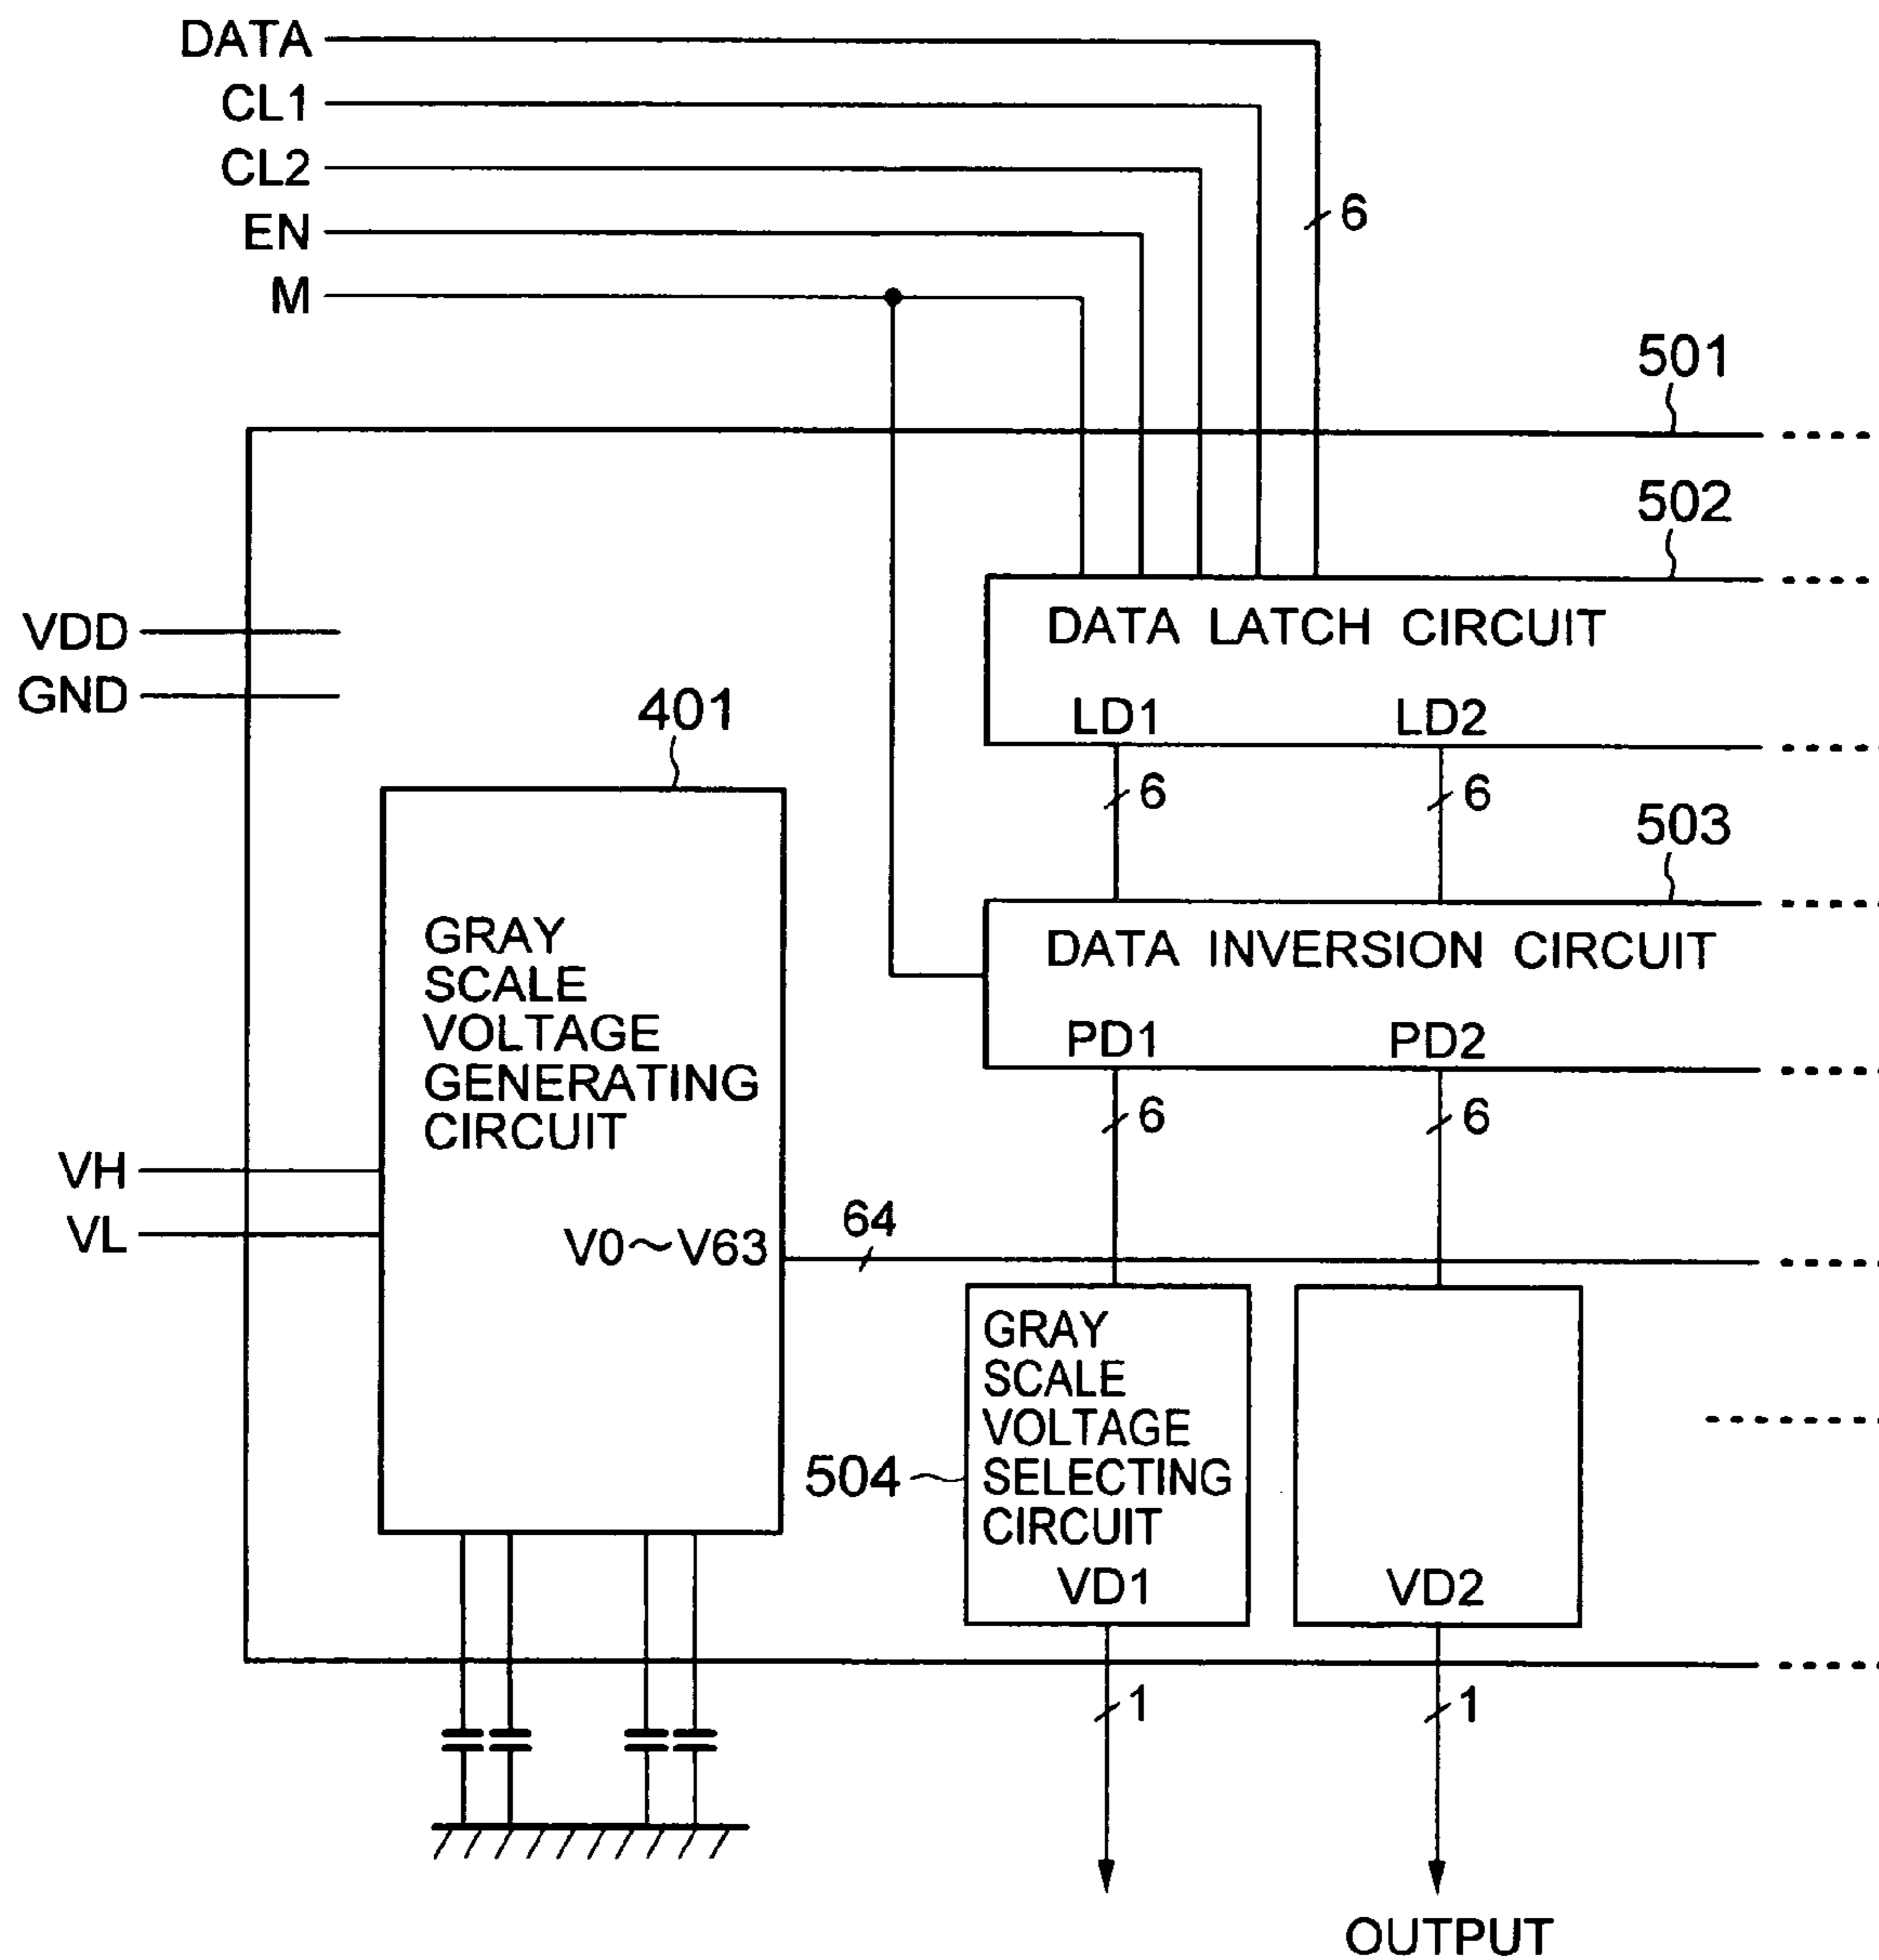 DATA
CL1
CL2
EN
M
6
501
502
VDD
GND
DATA LATCH CIRCUIT
LD1 LD2
401
6 6
503
GRAY
SCALE
VOLTAGE
GENERATING
CIRCUIT
DATA INVERSION CIRCUIT
PD1 PD2
6 6
VH
VL
V0~V63
64
504
GRAY
SCALE
VOLTAGE
SELECTING
CIRCUIT
VD1
VD2
1 1
OUTPUT